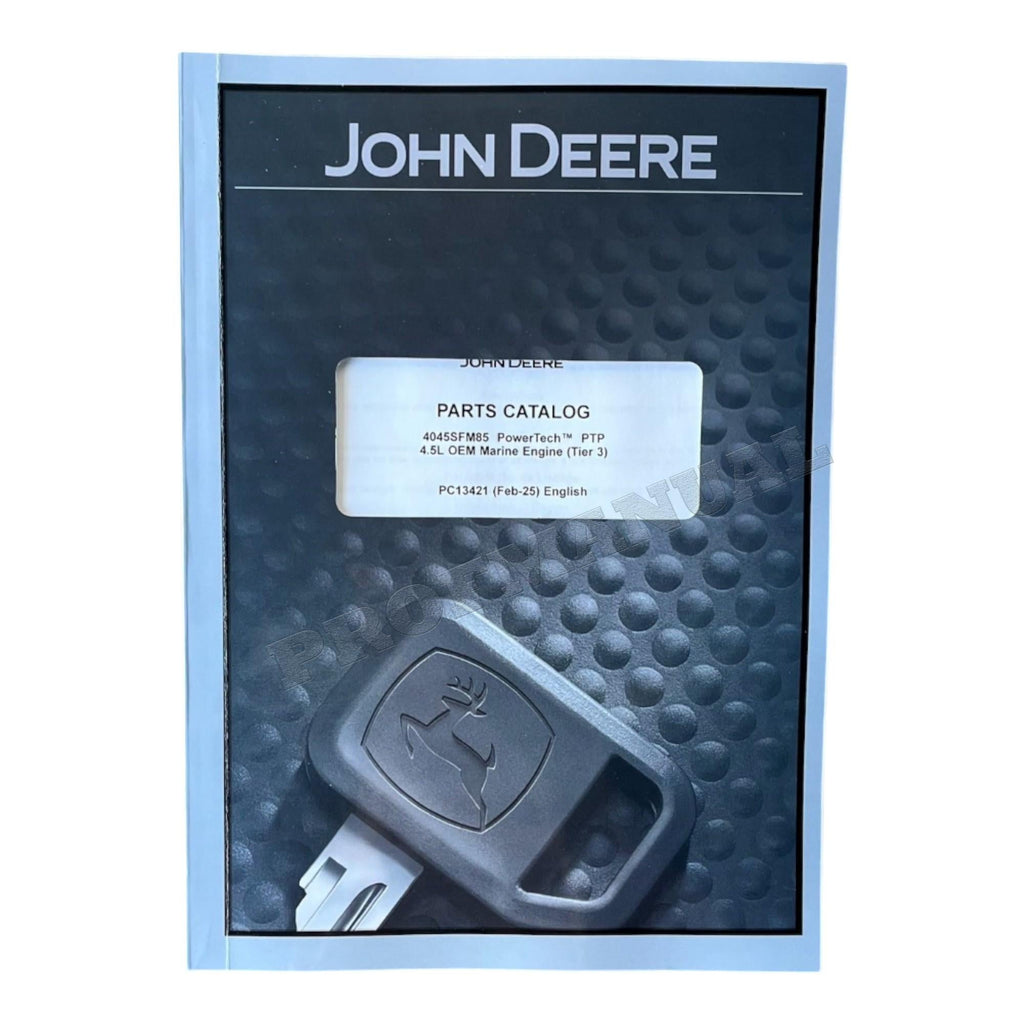 JOHN DEERE
JOHN DEERE
PARTS CATALOG
4045SFM85 PowerTech™ PTP
4.5L OEM Marine Engine (Tier 3)
PC13421 (Feb-25) English